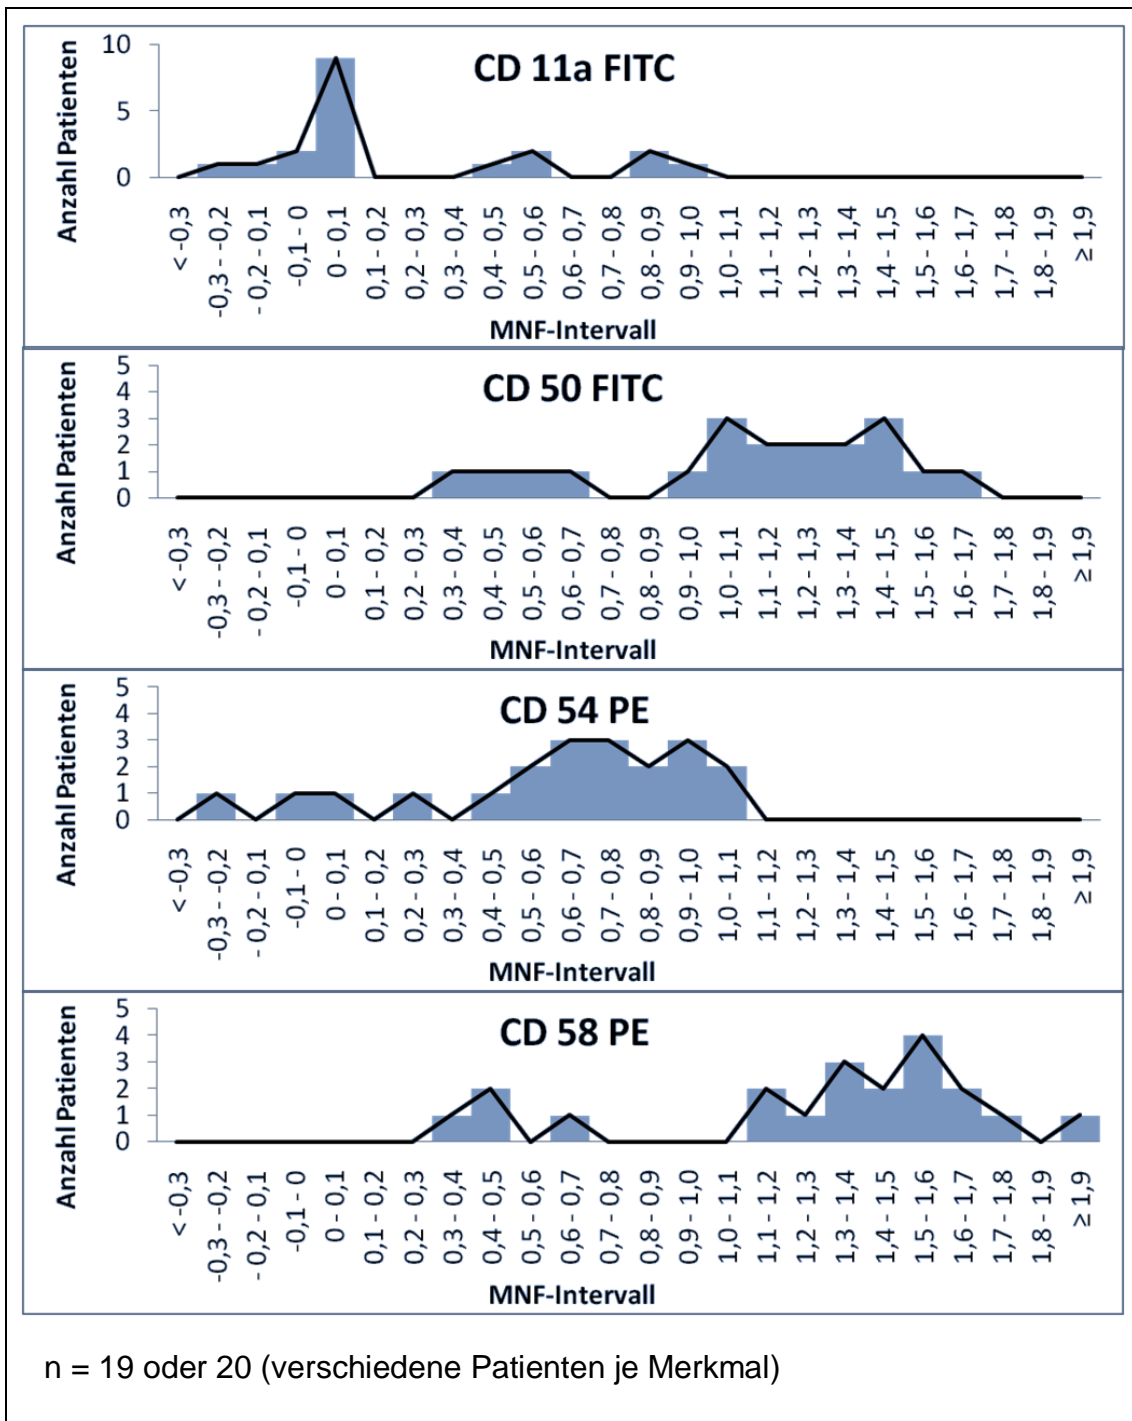 CD 11a FITC
Anzahl Patienten
10
5
0
< -0,3
-0,3 - -0,2
- 0,2 - 0,1
-0,1 - 0
0 - 0,1
0,1 - 0,2
0,2 - 0,3
0,3 - 0,4
0,4 - 0,5
0,5 - 0,6
0,6 - 0,7
0,7 - 0,8
0,8 - 0,9
0,9 - 1,0
1,0 - 1,1
1,1 - 1,2
1,2 - 1,3
1,3 - 1,4
1,4 - 1,5
1,5 - 1,6
1,6 - 1,7
1,7 - 1,8
1,8 - 1,9
≥ 1,9
MNF-Intervall
CD 50 FITC
Anzahl Patienten
5
4
3
2
1
0
< -0,3
-0,3 - -0,2
- 0,2 - 0,1
-0,1 - 0
0 - 0,1
0,1 - 0,2
0,2 - 0,3
0,3 - 0,4
0,4 - 0,5
0,5 - 0,6
0,6 - 0,7
0,7 - 0,8
0,8 - 0,9
0,9 - 1,0
1,0 - 1,1
1,1 - 1,2
1,2 - 1,3
1,3 - 1,4
1,4 - 1,5
1,5 - 1,6
1,6 - 1,7
1,7 - 1,8
1,8 - 1,9
≥ 1,9
MNF-Intervall
CD 54 PE
Anzahl Patienten
5
4
3
2
1
0
< -0,3
-0,3 - -0,2
- 0,2 - 0,1
-0,1 - 0
0 - 0,1
0,1 - 0,2
0,2 - 0,3
0,3 - 0,4
0,4 - 0,5
0,5 - 0,6
0,6 - 0,7
0,7 - 0,8
0,8 - 0,9
0,9 - 1,0
1,0 - 1,1
1,1 - 1,2
1,2 - 1,3
1,3 - 1,4
1,4 - 1,5
1,5 - 1,6
1,6 - 1,7
1,7 - 1,8
1,8 - 1,9
≥ 1,9
MNF-Intervall
CD 58 PE
Anzahl Patienten
5
4
3
2
1
0
< -0,3
-0,3 - -0,2
- 0,2 - 0,1
-0,1 - 0
0 - 0,1
0,1 - 0,2
0,2 - 0,3
0,3 - 0,4
0,4 - 0,5
0,5 - 0,6
0,6 - 0,7
0,7 - 0,8
0,8 - 0,9
0,9 - 1,0
1,0 - 1,1
1,1 - 1,2
1,2 - 1,3
1,3 - 1,4
1,4 - 1,5
1,5 - 1,6
1,6 - 1,7
1,7 - 1,8
1,8 - 1,9
≥ 1,9
MNF-Intervall
n = 19 oder 20 (verschiedene Patienten je Merkmal)